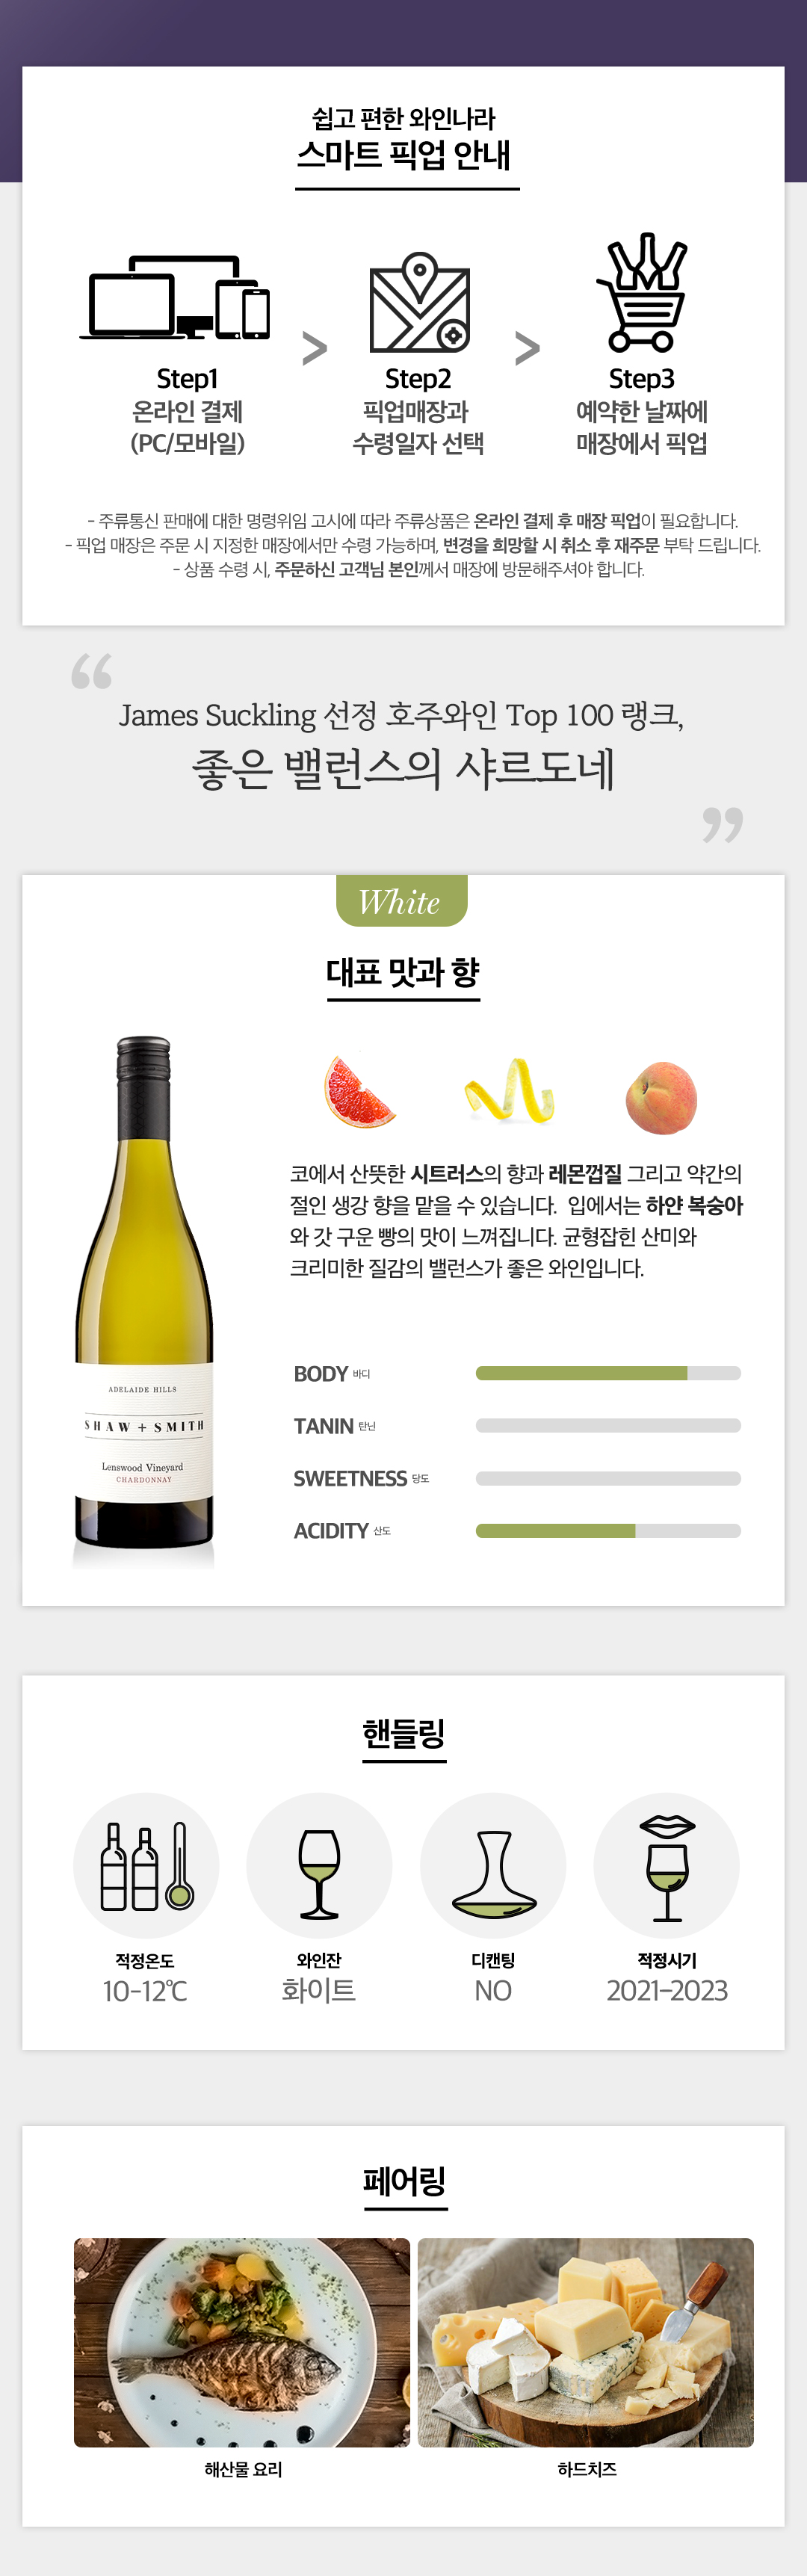 쉽고 편한 와인나라
스마트 픽업 안내
Step1
온라인 결제
(PC/모바일)
>
Step2
픽업매장과
수령일자 선택
>
Step3
예약한 날짜에
매장에서 픽업
- 주류통신 판매에 대한 명령위임 고시에 따라 주류상품은 온라인 결제 후 매장 픽업이 필요합니다.
- 픽업 매장은 주문 시 지정한 매장에서만 수령 가능하며, 변경을 희망할 시 취소 후 재주문 부탁 드립니다.
- 상품 수령 시, 주문하신 고객님 본인께서 매장에 방문해주셔야 합니다.
“
James Suckling 선정 호주와인 Top 100 랭크,
좋은 밸런스의 샤르도네
”
White
대표 맛과 향
코에서 산뜻한 시트러스의 향과 레몬껍질 그리고 약간의
절인 생강 향을 맡을 수 있습니다. 입에서는 하얀 복숭아
와 갓 구운 빵의 맛이 느껴집니다. 균형잡힌 산미와
크리미한 질감의 밸런스가 좋은 와인입니다.
ADELAIDE HILLS
SHAW + SMITH
Lenswood Vineyard
CHARDONNAY
BODY 바디
TANIN 탄닌
SWEETNESS 당도
ACIDITY 산도
핸들링
적정온도
10-12℃
와인잔
화이트
디캔팅
NO
적정시기
2021-2023
페어링
해산물 요리
하드치즈